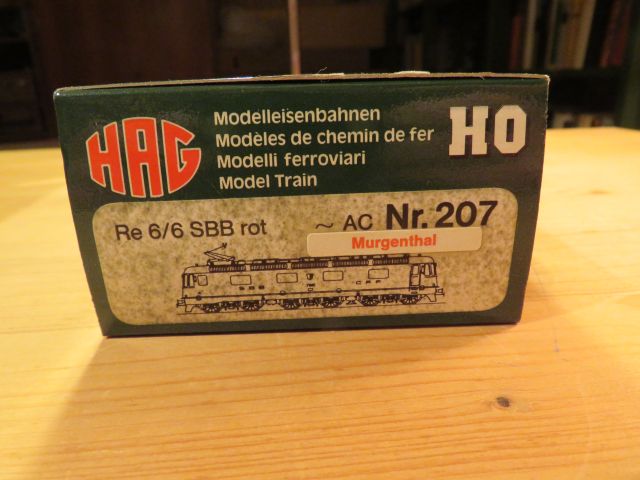 HAG
Modelleisenbahnen
Modèles de chemin de fer
Modelli ferroviari
Model Train
HO
Re 6/6 SBB rot ~ AC Nr. 207
Murgenthal